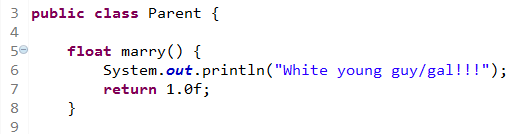 3 public class Parent {
4
5 float marry() {
6 System.out.println("White young guy/gal!!!");
7 return 1.0f;
8 }
9